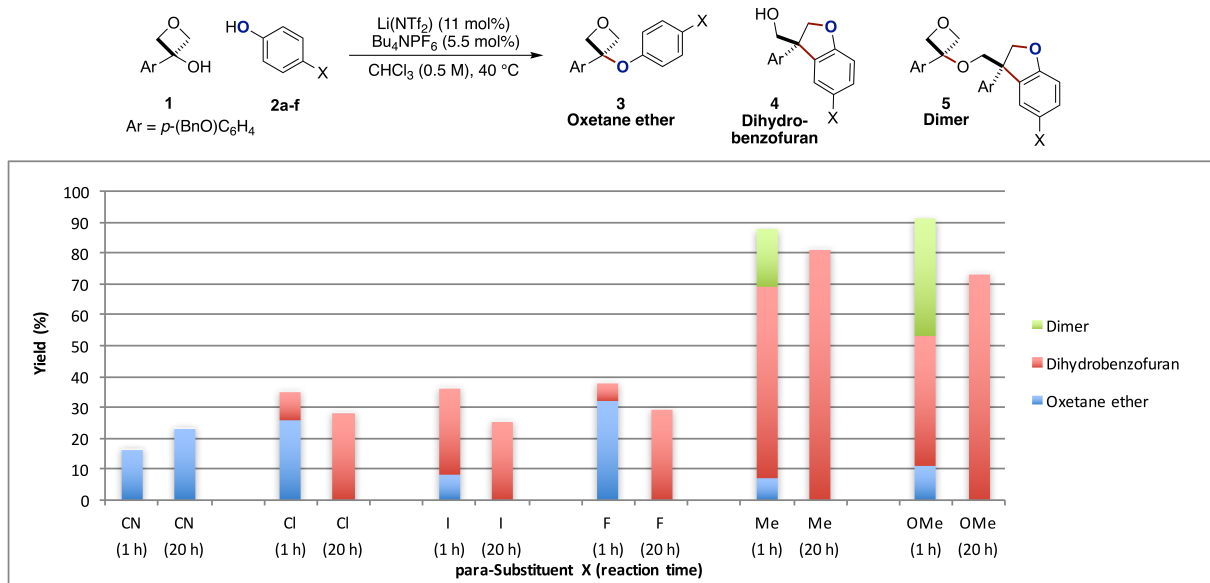 O
Ar
OH
1
Ar = p-(BnO)C6H4
HO
X
2a-f
Li(NTf2) (11 mol%)
Bu4NPF6 (5.5 mol%)
CHCl3 (0.5 M), 40 °C
O
Ar
O
X
3
Oxetane ether
HO
O
Ar
X
4
Dihydro-
benzofuran
O
Ar
O
Ar
O
X
5
Dimer
Yield (%)
100
90
80
70
60
50
40
30
20
10
0
CN CN Cl Cl I I F F Me Me OMe OMe
(1 h) (20 h) (1 h) (20 h) (1 h) (20 h) (1 h) (20 h) (1 h) (20 h) (1 h) (20 h)
para-Substituent X (reaction time)
Dimer
Dihydrobenzofuran
Oxetane ether